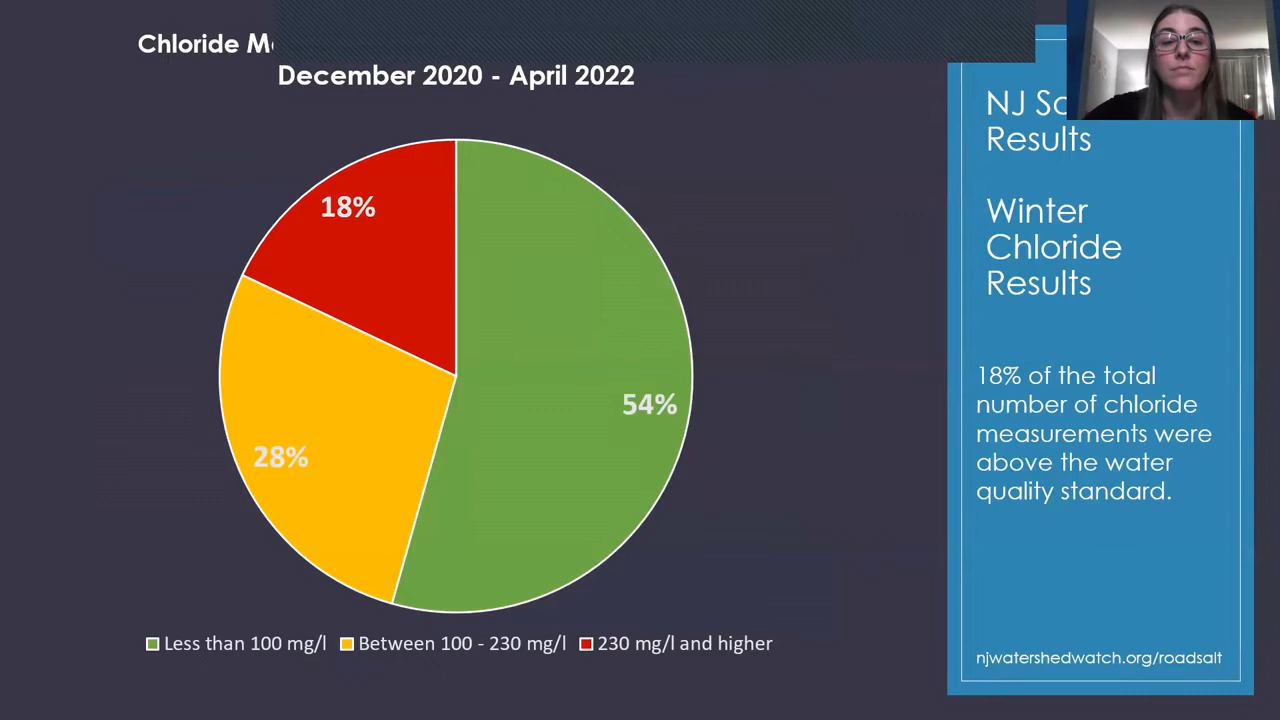 Chloride
December 2020 - April 2022
18%
54%
28%
Less than 100 mg/l Between 100 - 230 mg/l 230 mg/l and higher
NJ
Results
Winter
Chloride
Results
18% of the total
number of chloride
measurements were
above the water
quality standard.
njwatershedwatch.org/roadsalt